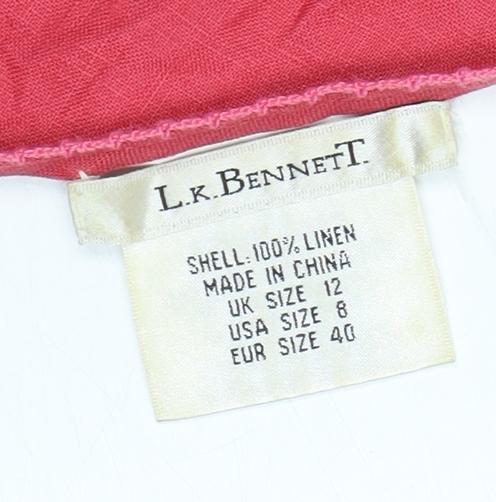 L.K.BENNETT.
SHELL:100% LINEN
MADE IN CHINA
UK SIZE 12
USA SIZE 8
EUR SIZE 40